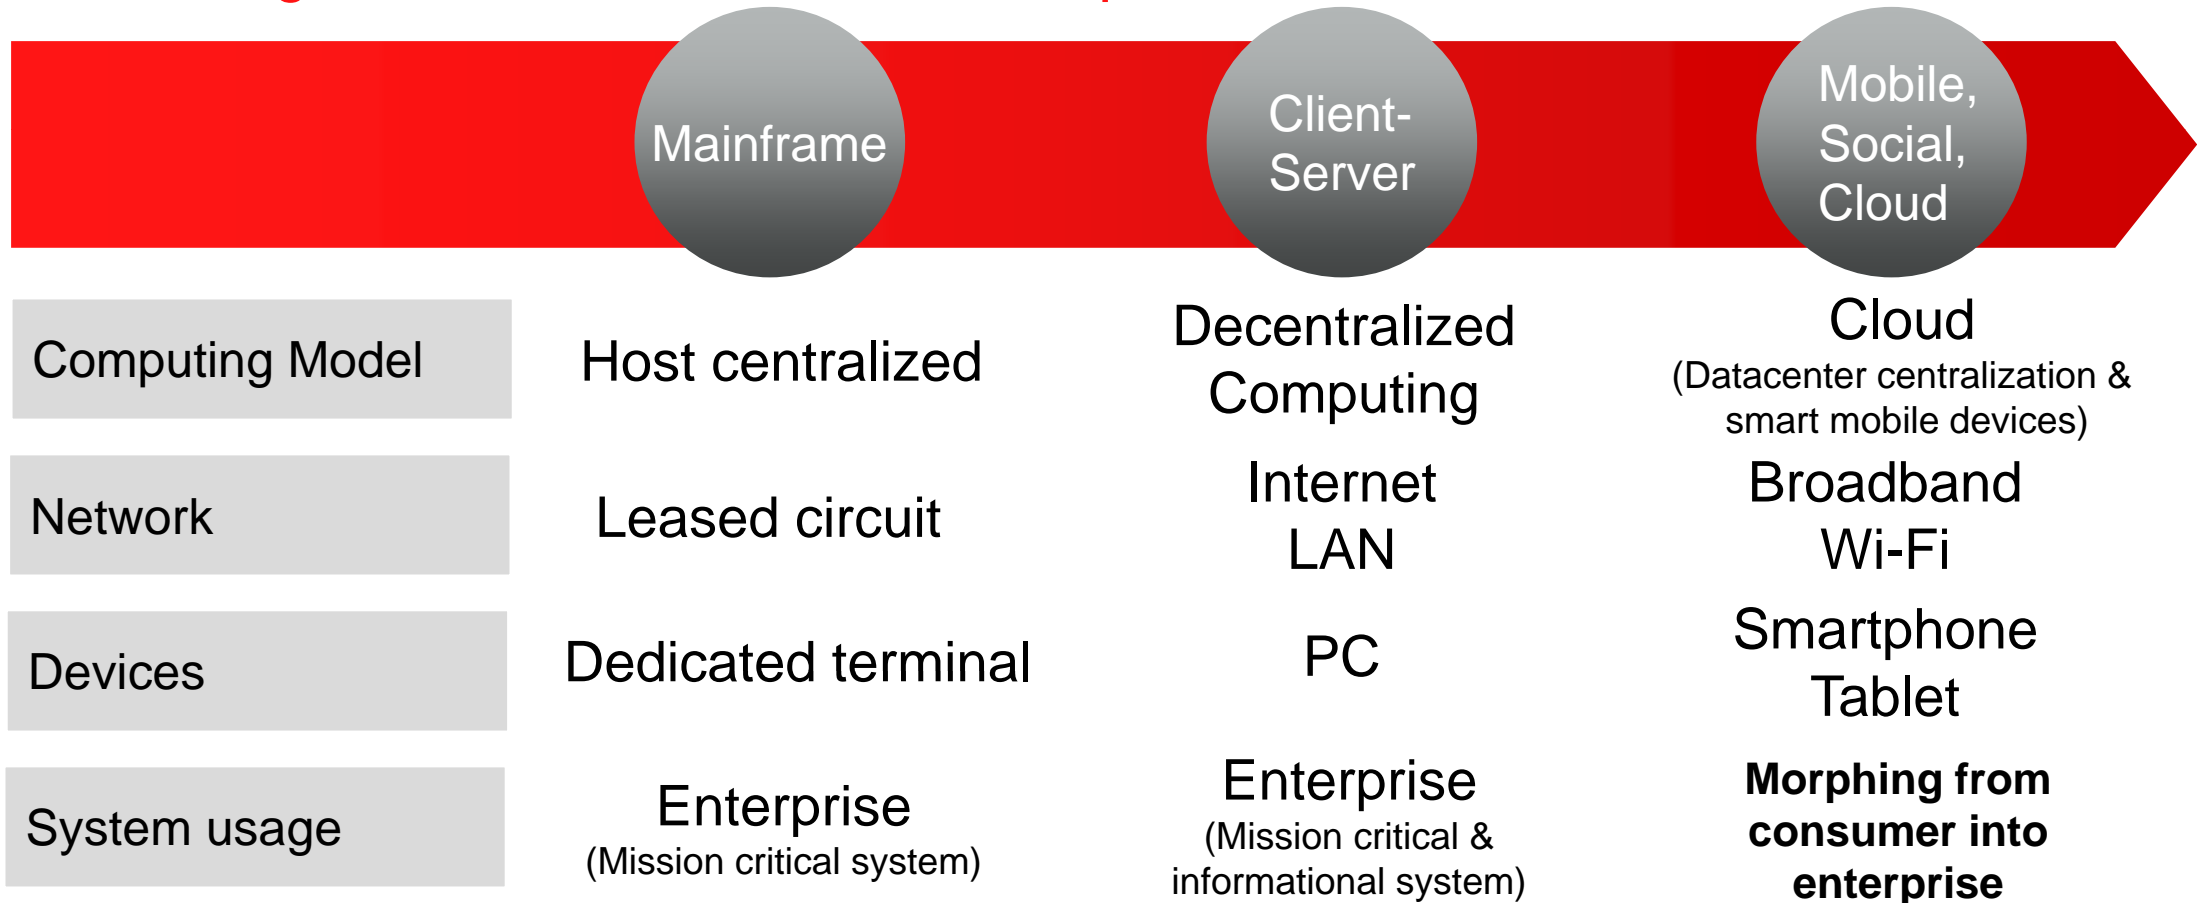 Mainframe
Client-
Server
Mobile,
Social,
Cloud
Computing Model
Host centralized
Decentralized
Computing
Cloud
(Datacenter centralization &
smart mobile devices)
Network
Leased circuit
Internet
LAN
Broadband
Wi-Fi
Devices
Dedicated terminal
PC
Smartphone
Tablet
System usage
Enterprise
(Mission critical system)
Enterprise
(Mission critical &
informational system)
Morphing from
consumer into
enterprise